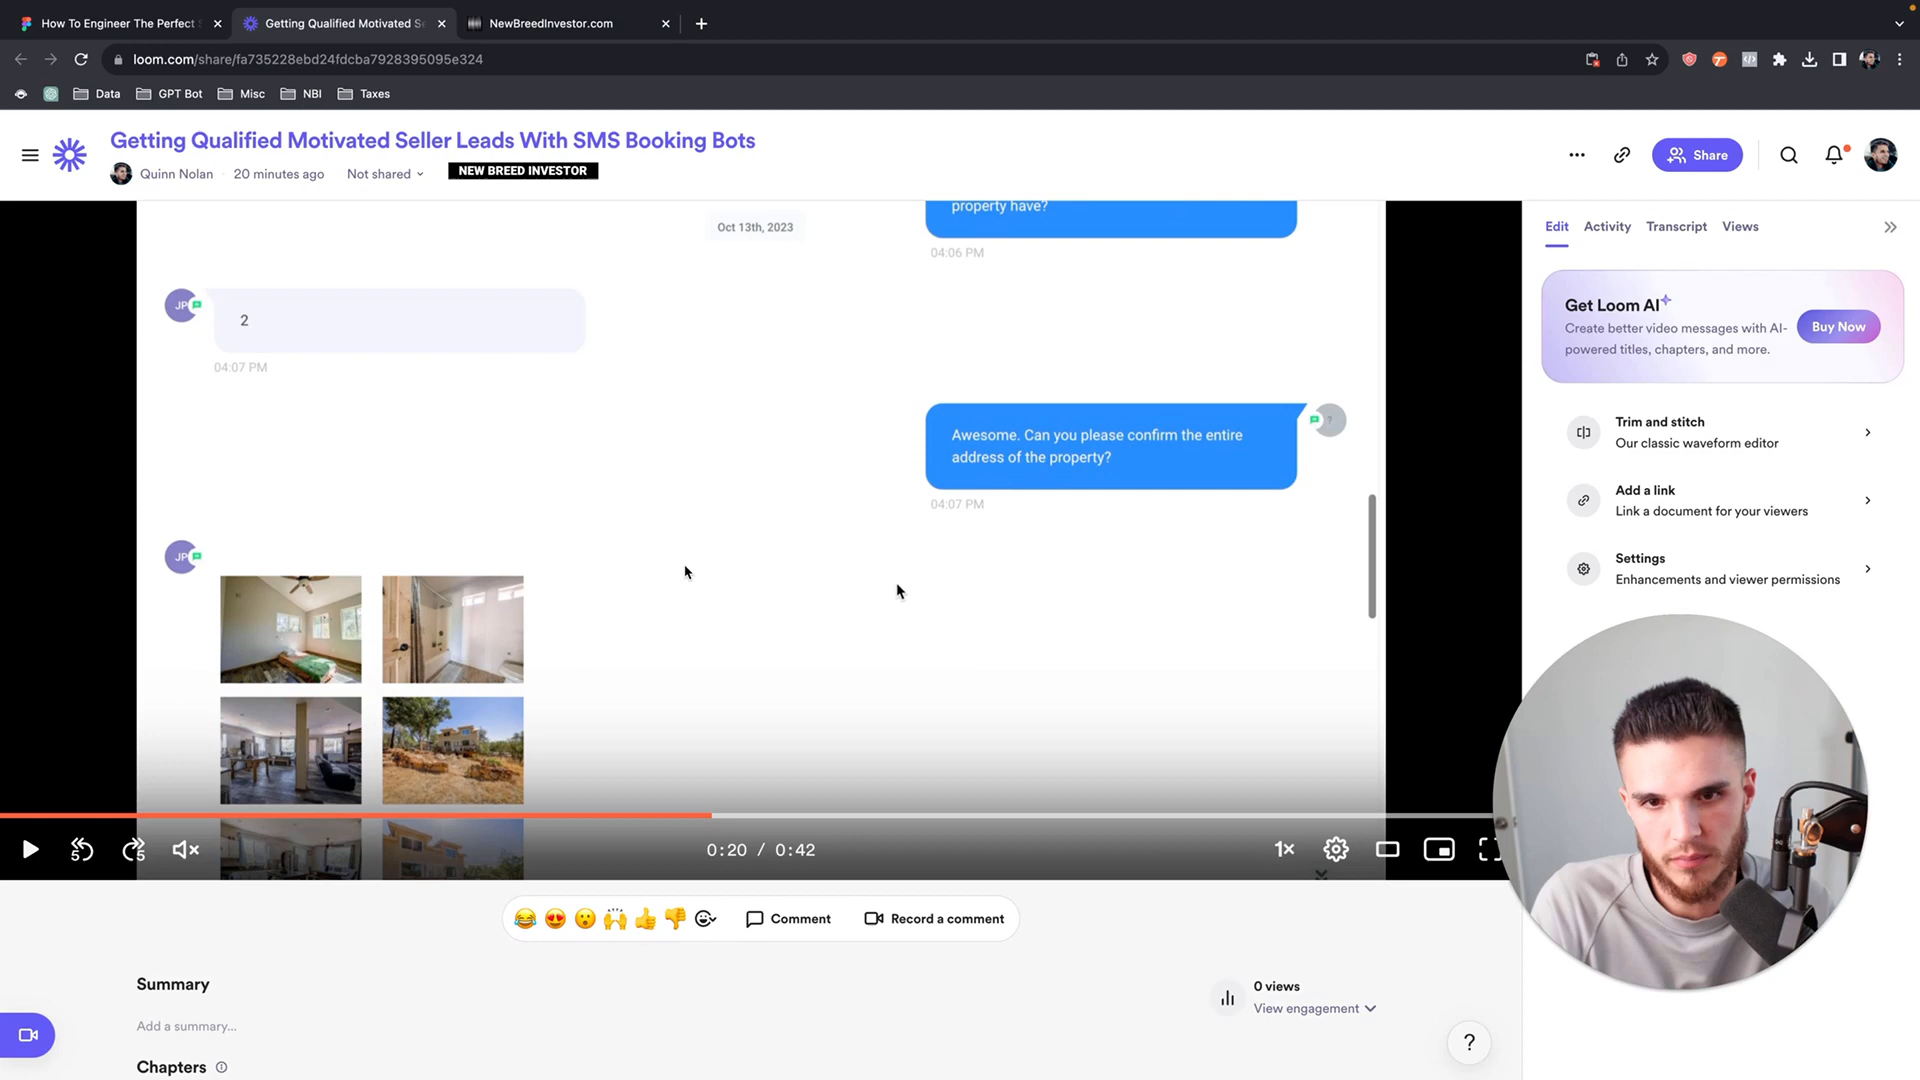 How To Engineer The Perfect S
Getting Qualified Motivated Se
NewBreedInvestor.com
loom.com/share/fa735228ebd24fdcba7928395095e324
Data
GPT Bot
Misc
NBI
Taxes
Getting Qualified Motivated Seller Leads With SMS Booking Bots
Quinn Nolan · 20 minutes ago
Not shared
NEW BREED INVESTOR
Share
Oct 13th, 2023
property have?
04:06 PM
JP
2
04:07 PM
Awesome. Can you please confirm the entire
address of the property?
?
04:07 PM
JP
5
5
0:20 / 0:42
1×
Edit
Activity
Transcript
Views
Get Loom AI
Create better video messages with AI-
powered titles, chapters, and more.
Buy Now
Trim and stitch
Our classic waveform editor
Add a link
Link a document for your viewers
Settings
Enhancements and viewer permissions
Comment
Record a comment
Summary
Add a summary...
0 views
View engagement
Chapters
?